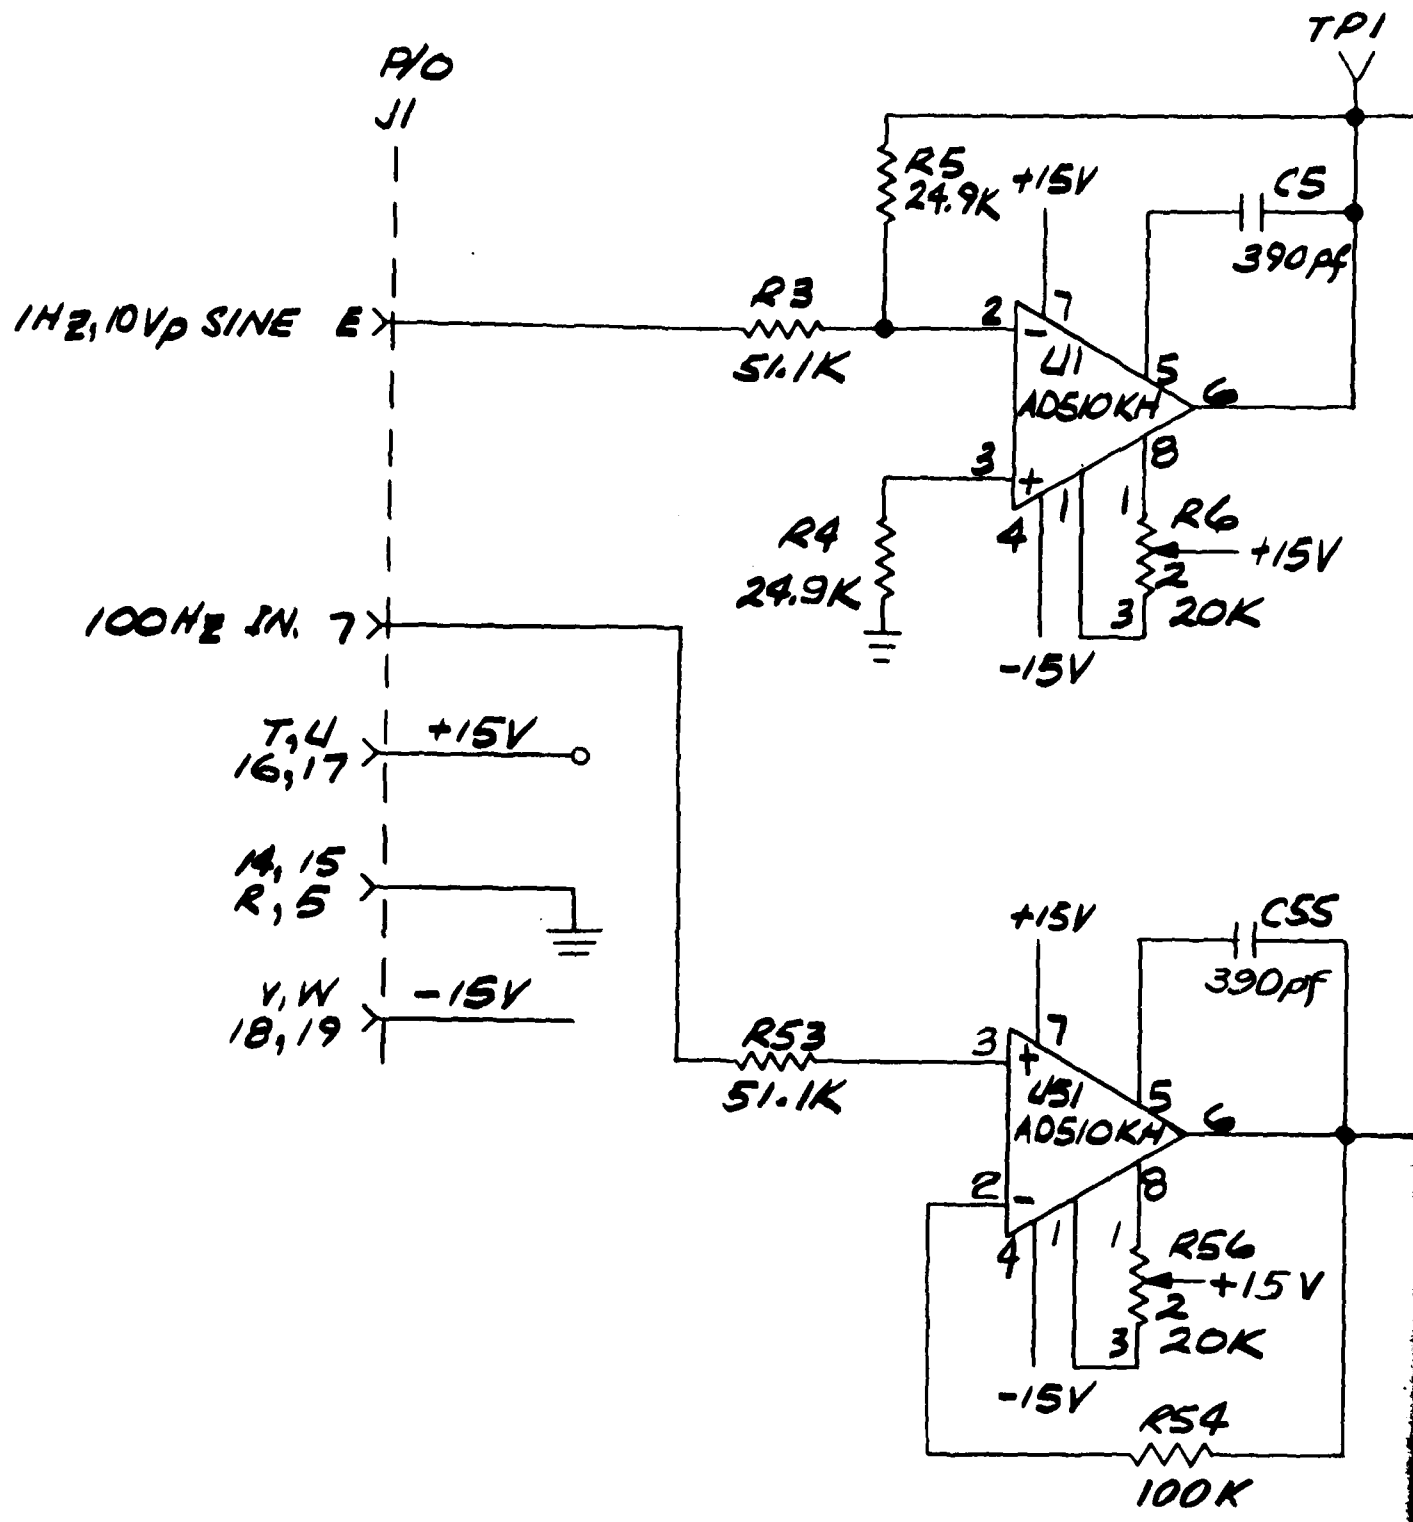 TP1
P/O
J1
R5
24.9K
+15V
C5
390pf
1HZ, 10Vp SINE E
R3
51.1K
2
-
7
U1
AD510KH
5
6
3
+
4
1
8
1
R6
+15V
2
3
20K
-15V
R4
24.9K
100HZ IN. 7
T, U
16, 17
+15V
14, 15
R, 5
V, W
18, 19
-15V
+15V
C55
390pf
R53
51.1K
3
+
7
U51
AD510KH
5
6
2
-
4
1
8
1
R56
+15V
2
3
20K
-15V
R54
100K